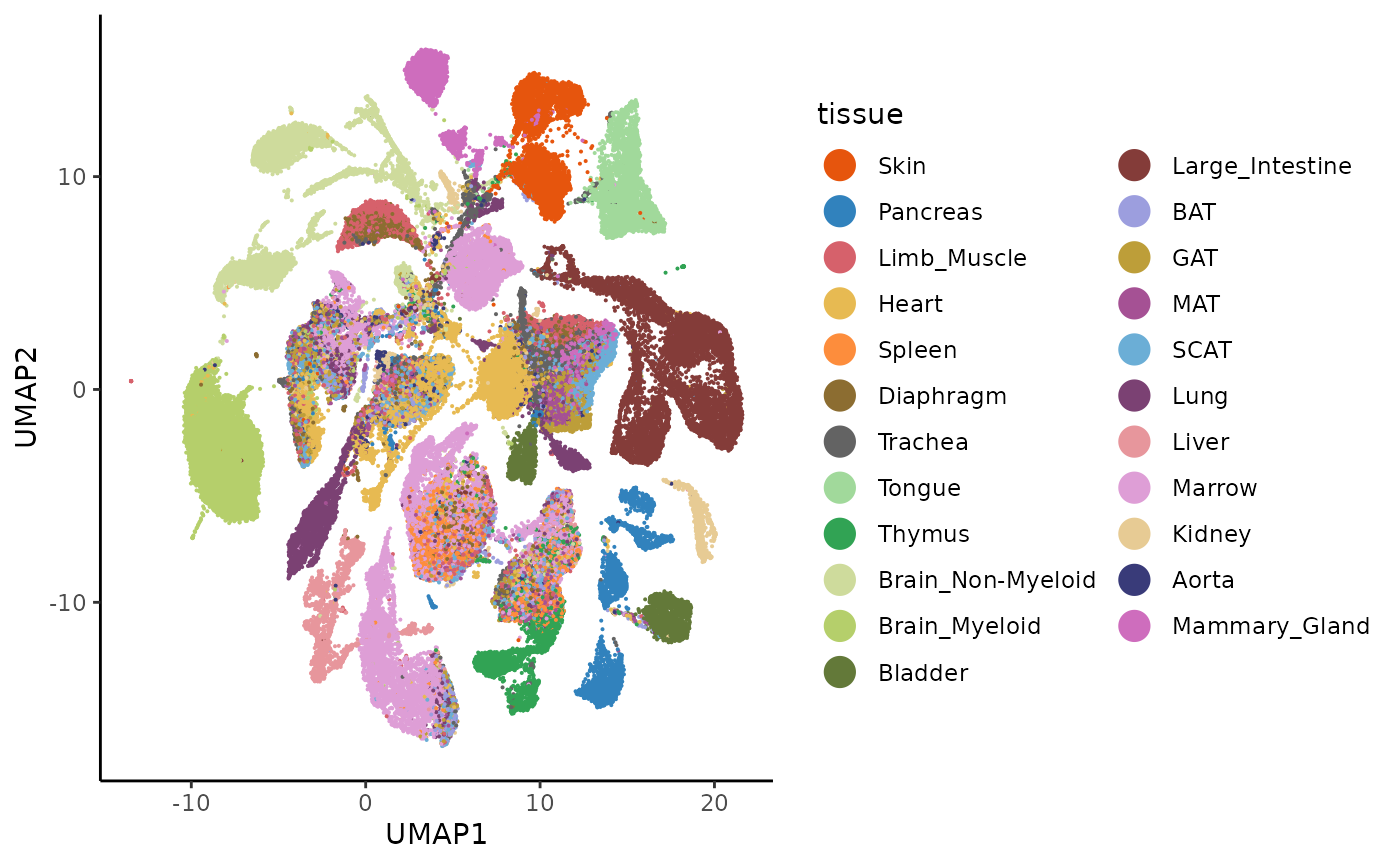 10
0
-10
UMAP2
-10
0
10
20
UMAP1
tissue
Skin
Pancreas
Limb_Muscle
Heart
Spleen
Diaphragm
Trachea
Tongue
Thymus
Brain_Non-Myeloid
Brain_Myeloid
Bladder
Large_Intestine
BAT
GAT
MAT
SCAT
Lung
Liver
Marrow
Kidney
Aorta
Mammary_Gland